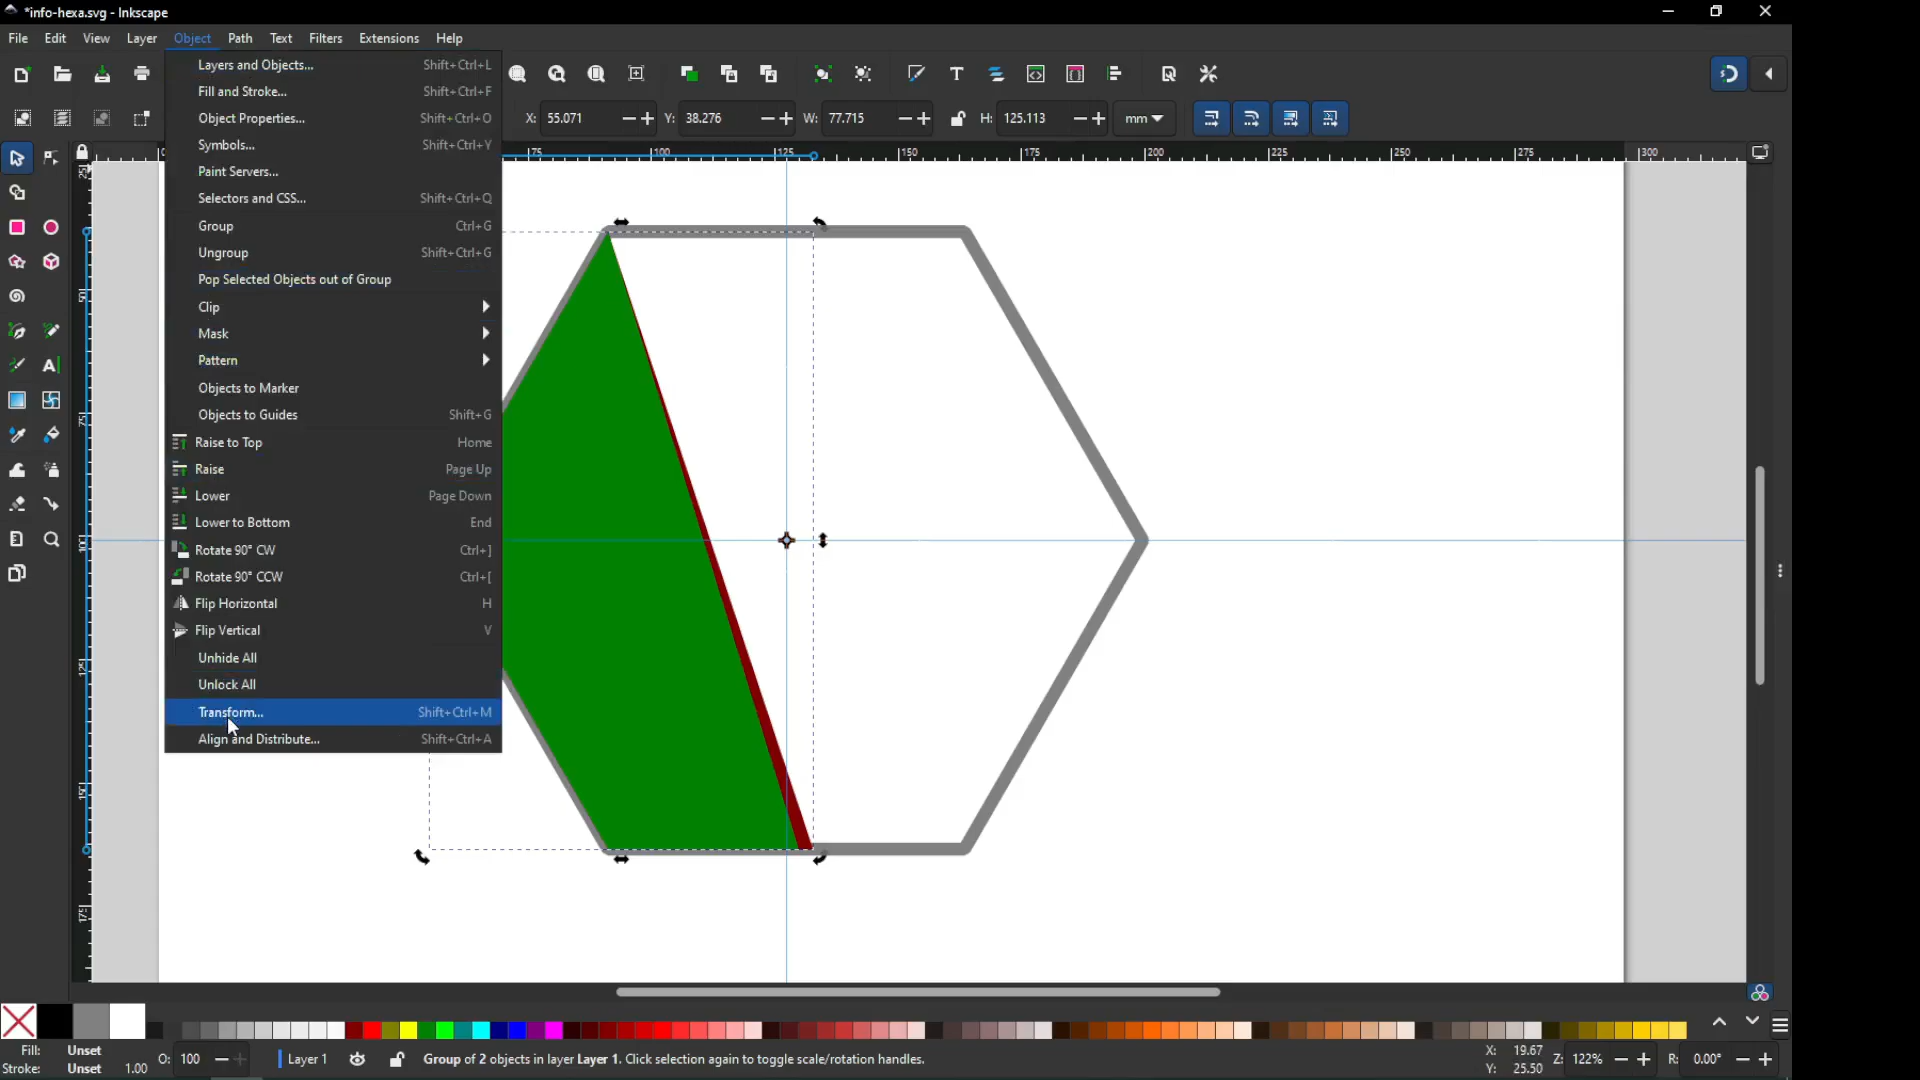 *info-hexa.svg - Inkscape
File Edit View Layer Object Path Text Filters Extensions Help
Layers and Objects... Shift+Ctrl+L
Fill and Stroke... Shift+Ctrl+F
Object Properties... Shift+Ctrl+O
Symbols... Shift+Ctrl+Y
Paint Servers...
Selectors and CSS... Shift+Ctrl+Q
Group Ctrl+G
Ungroup Shift+Ctrl+G
Pop Selected Objects out of Group
Clip
Mask
Pattern
Objects to Marker
Objects to Guides Shift+G
Raise to Top Home
Raise Page Up
Lower Page Down
Lower to Bottom End
Rotate 90° CW Ctrl+]
Rotate 90° CCW Ctrl+[
Flip Horizontal H
Flip Vertical V
Unhide All
Unlock All
Transform... Shift+Ctrl+M
Align and Distribute... Shift+Ctrl+A
X: 55.071 Y: 38.276 W: 77.715 H: 125.113 mm
75 100 125 150 175 200 225 250 275 300
25
50
75
100
125
150
175
Fill: Unset
Stroke: Unset 1.00
O: 100 Layer 1 Group of 2 objects in layer Layer 1. Click selection again to toggle scale/rotation handles.
X: 19.67
Y: 25.50
Z: 122% R: 0.00°